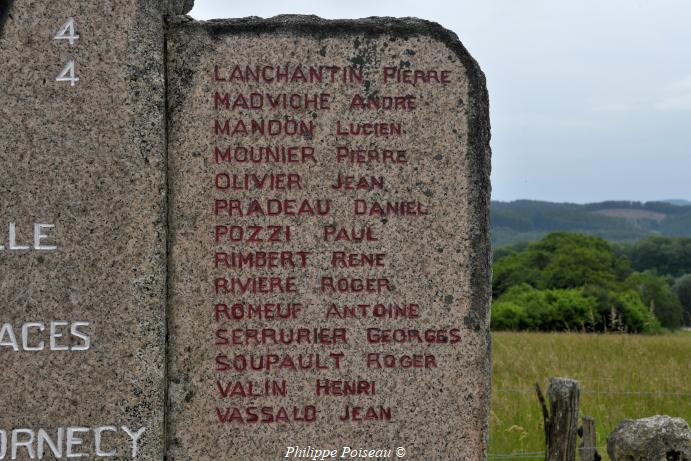 4
4
LLE
ACES
ORNECY
LANCHANTIN PIERRE
MADVICHE ANDRE
MANDON LUCIEN
MOUNIER PIERRE
OLIVIER JEAN
PRADEAU DANIEL
POZZI PAUL
RIMBERT RENE
RIVIERE ROGER
ROMEUF ANTOINE
SERRURIER GEORGES
SOUPAULT ROGER
VALIN HENRI
VASSALD JEAN
Philippe Poiseau ©